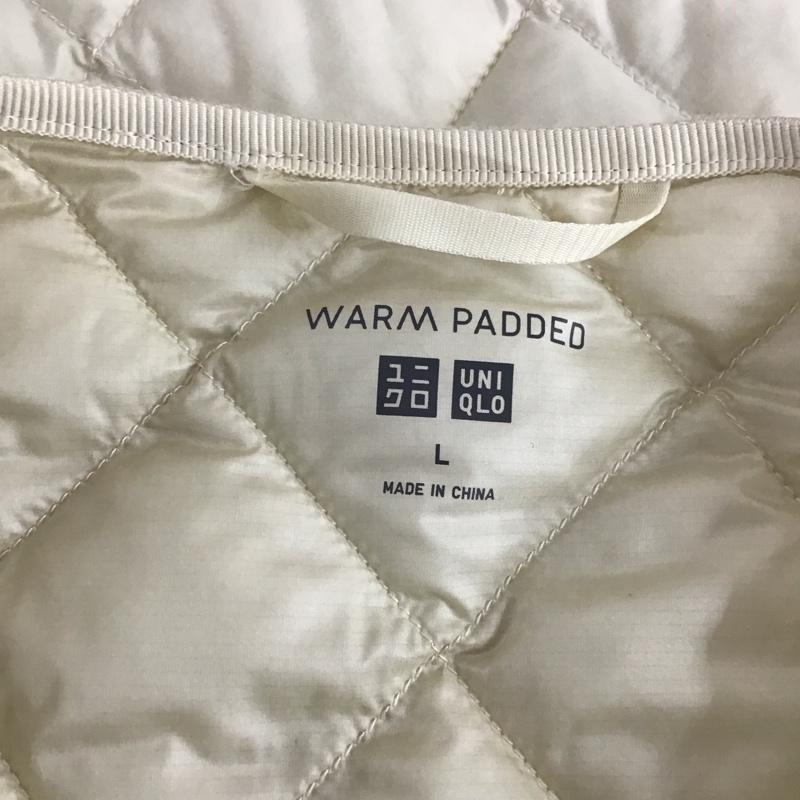 WARM PADDED
ユニ UNI
クロ QLO
L
MADE IN CHINA